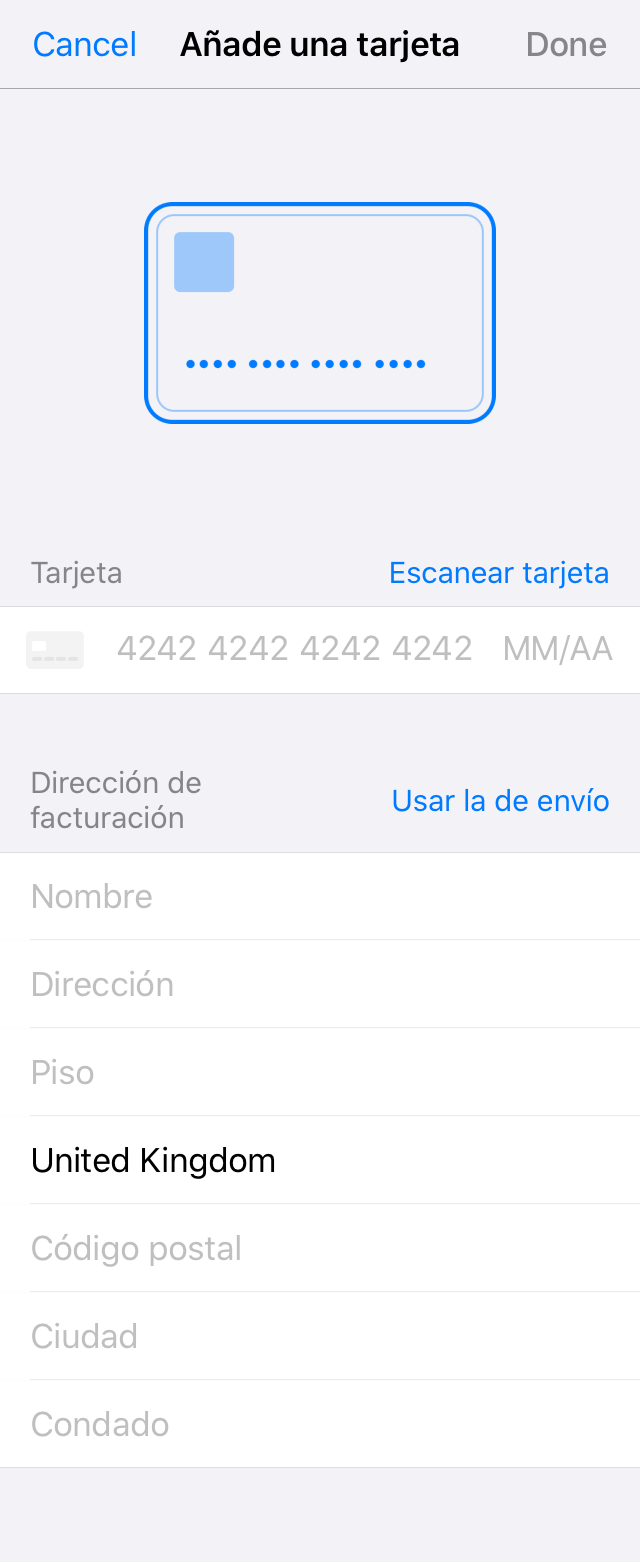 Cancel Añade una tarjeta Done
Tarjeta Escanear tarjeta
4242 4242 4242 4242 MM/AA
Dirección de
facturación
Usar la de envío
Nombre
Dirección
Piso
United Kingdom
Código postal
Ciudad
Condado